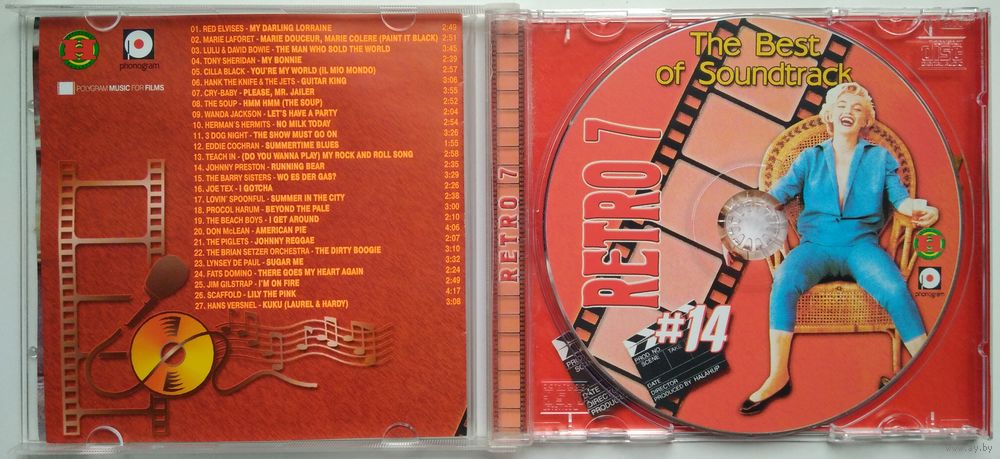 phonogram
POLYGRAM MUSIC FOR FILMS
01. RED ELVISES - MY DARLING LORRAINE 2:49
02. MARIE LAFORET - MARIE DOUCEUR, MARIE COLERE (PAINT IT BLACK) 2:51
03. LULU & DAVID BOWIE - THE MAN WHO SOLD THE WORLD 3:45
04. TONY SHERIDAN - MY BONNIE 2:39
05. CILLA BLACK - YOU'RE MY WORLD (IL MIO MONDO) 2:57
06. HANK THE KNIFE & THE JETS - GUITAR KING 3:06
07. CRY-BABY - PLEASE, MR. JAILER 3:55
08. THE SOUP - HMM HMM (THE SOUP) 2:52
09. WANDA JACKSON - LET'S HAVE A PARTY 2:04
10. HERMAN'S HERMITS - NO MILK TODAY 2:54
11. 3 DOG NIGHT - THE SHOW MUST GO ON 3:26
12. EDDIE COCHRAN - SUMMERTIME BLUES 1:55
13. TEACH IN - (DO YOU WANNA PLAY) MY ROCK AND ROLL SONG 2:58
14. JOHNNY PRESTON - RUNNING BEAR 2:35
15. THE BARRY SISTERS - WO ES DER GAS? 3:29
16. JOE TEX - I GOTCHA 2:26
17. LOVIN' SPOONFUL - SUMMER IN THE CITY 2:38
18. PROCOL HARUM - BEYOND THE PALE 3:00
19. THE BEACH BOYS - I GET AROUND 2:10
20. DON McLEAN - AMERICAN PIE 4:06
21. THE PIGLETS - JOHNNY REGGAE 2:07
22. THE BRIAN SETZER ORCHESTRA - THE DIRTY BOOGIE 3:10
23. LYNSEY DE PAUL - SUGAR ME 3:32
24. FATS DOMINO - THERE GOES MY HEART AGAIN 2:24
25. JIM GILSTRAP - I'M ON FIRE 2:49
26. SCAFFOLD - LILY THE PINK 4:17
27. HANS VERSNEL - KUKU (LAUREL & HARDY) 3:08
RETRO 7
The Best
of Soundtrack
RETRO 7
#14
PROD NO.
SCENE TAKE
DATE
DIRECTOR
PRODUCED BY HALAHUP
phonogram
www.ay.by